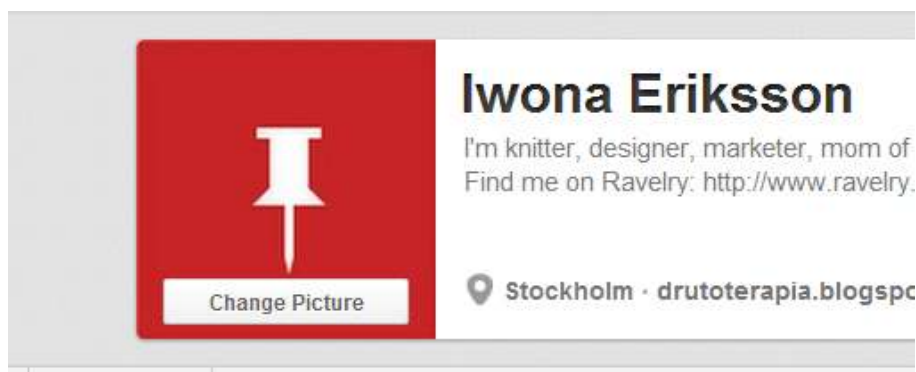 Iwona Eriksson
I'm knitter, designer, marketer, mom of
Find me on Ravelry: http://www.ravelry.
Change Picture
Stockholm · drutoterapia.blogspo